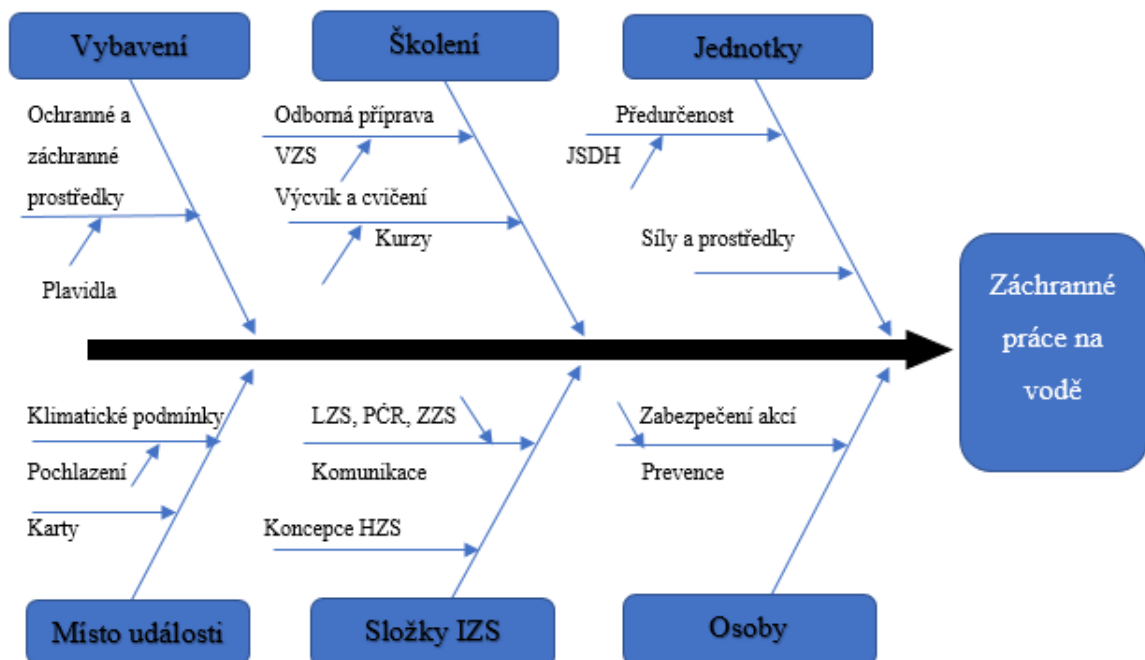 Vybavení
Školení
Jednotky
Ochranné a
záchranné
prostředky
Plavidla
Odborná příprava
VZS
Výcvik a cvičení
Kurzy
Předurčenost
JSDH
Síly a prostředky
Záchranné
práce na
vodě
Klimatické podmínky
Pochlazení
Karty
LZS, PČR, ZZS
Komunikace
Koncepce HZS
Zabezpečení akcí
Prevence
Místo události
Složky IZS
Osoby